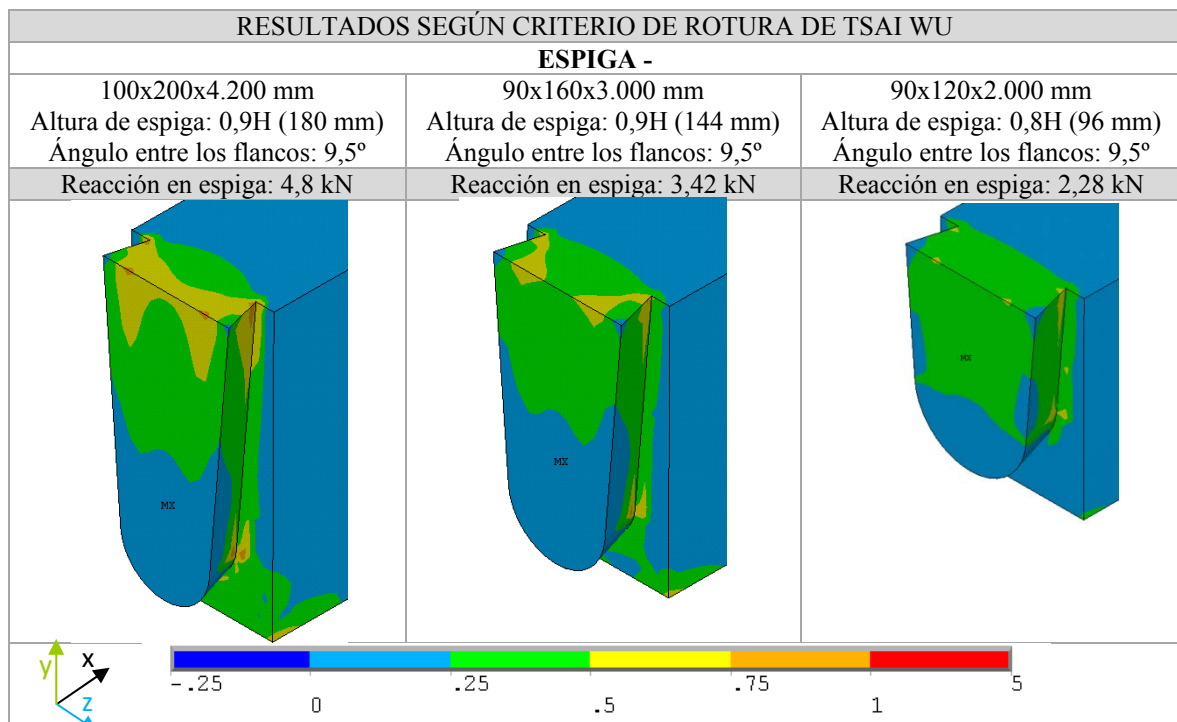 RESULTADOS SEGÚN CRITERIO DE ROTURA DE TSAI WU
ESPIGA -
100x200x4.200 mm
Altura de espiga: 0,9H (180 mm)
Ángulo entre los flancos: 9,5º
Reacción en espiga: 4,8 kN
90x160x3.000 mm
Altura de espiga: 0,9H (144 mm)
Ángulo entre los flancos: 9,5º
Reacción en espiga: 3,42 kN
90x120x2.000 mm
Altura de espiga: 0,8H (96 mm)
Ángulo entre los flancos: 9,5º
Reacción en espiga: 2,28 kN
MX
MX
MX
y x
z
-.25 .25 .75 5
0 .5 1